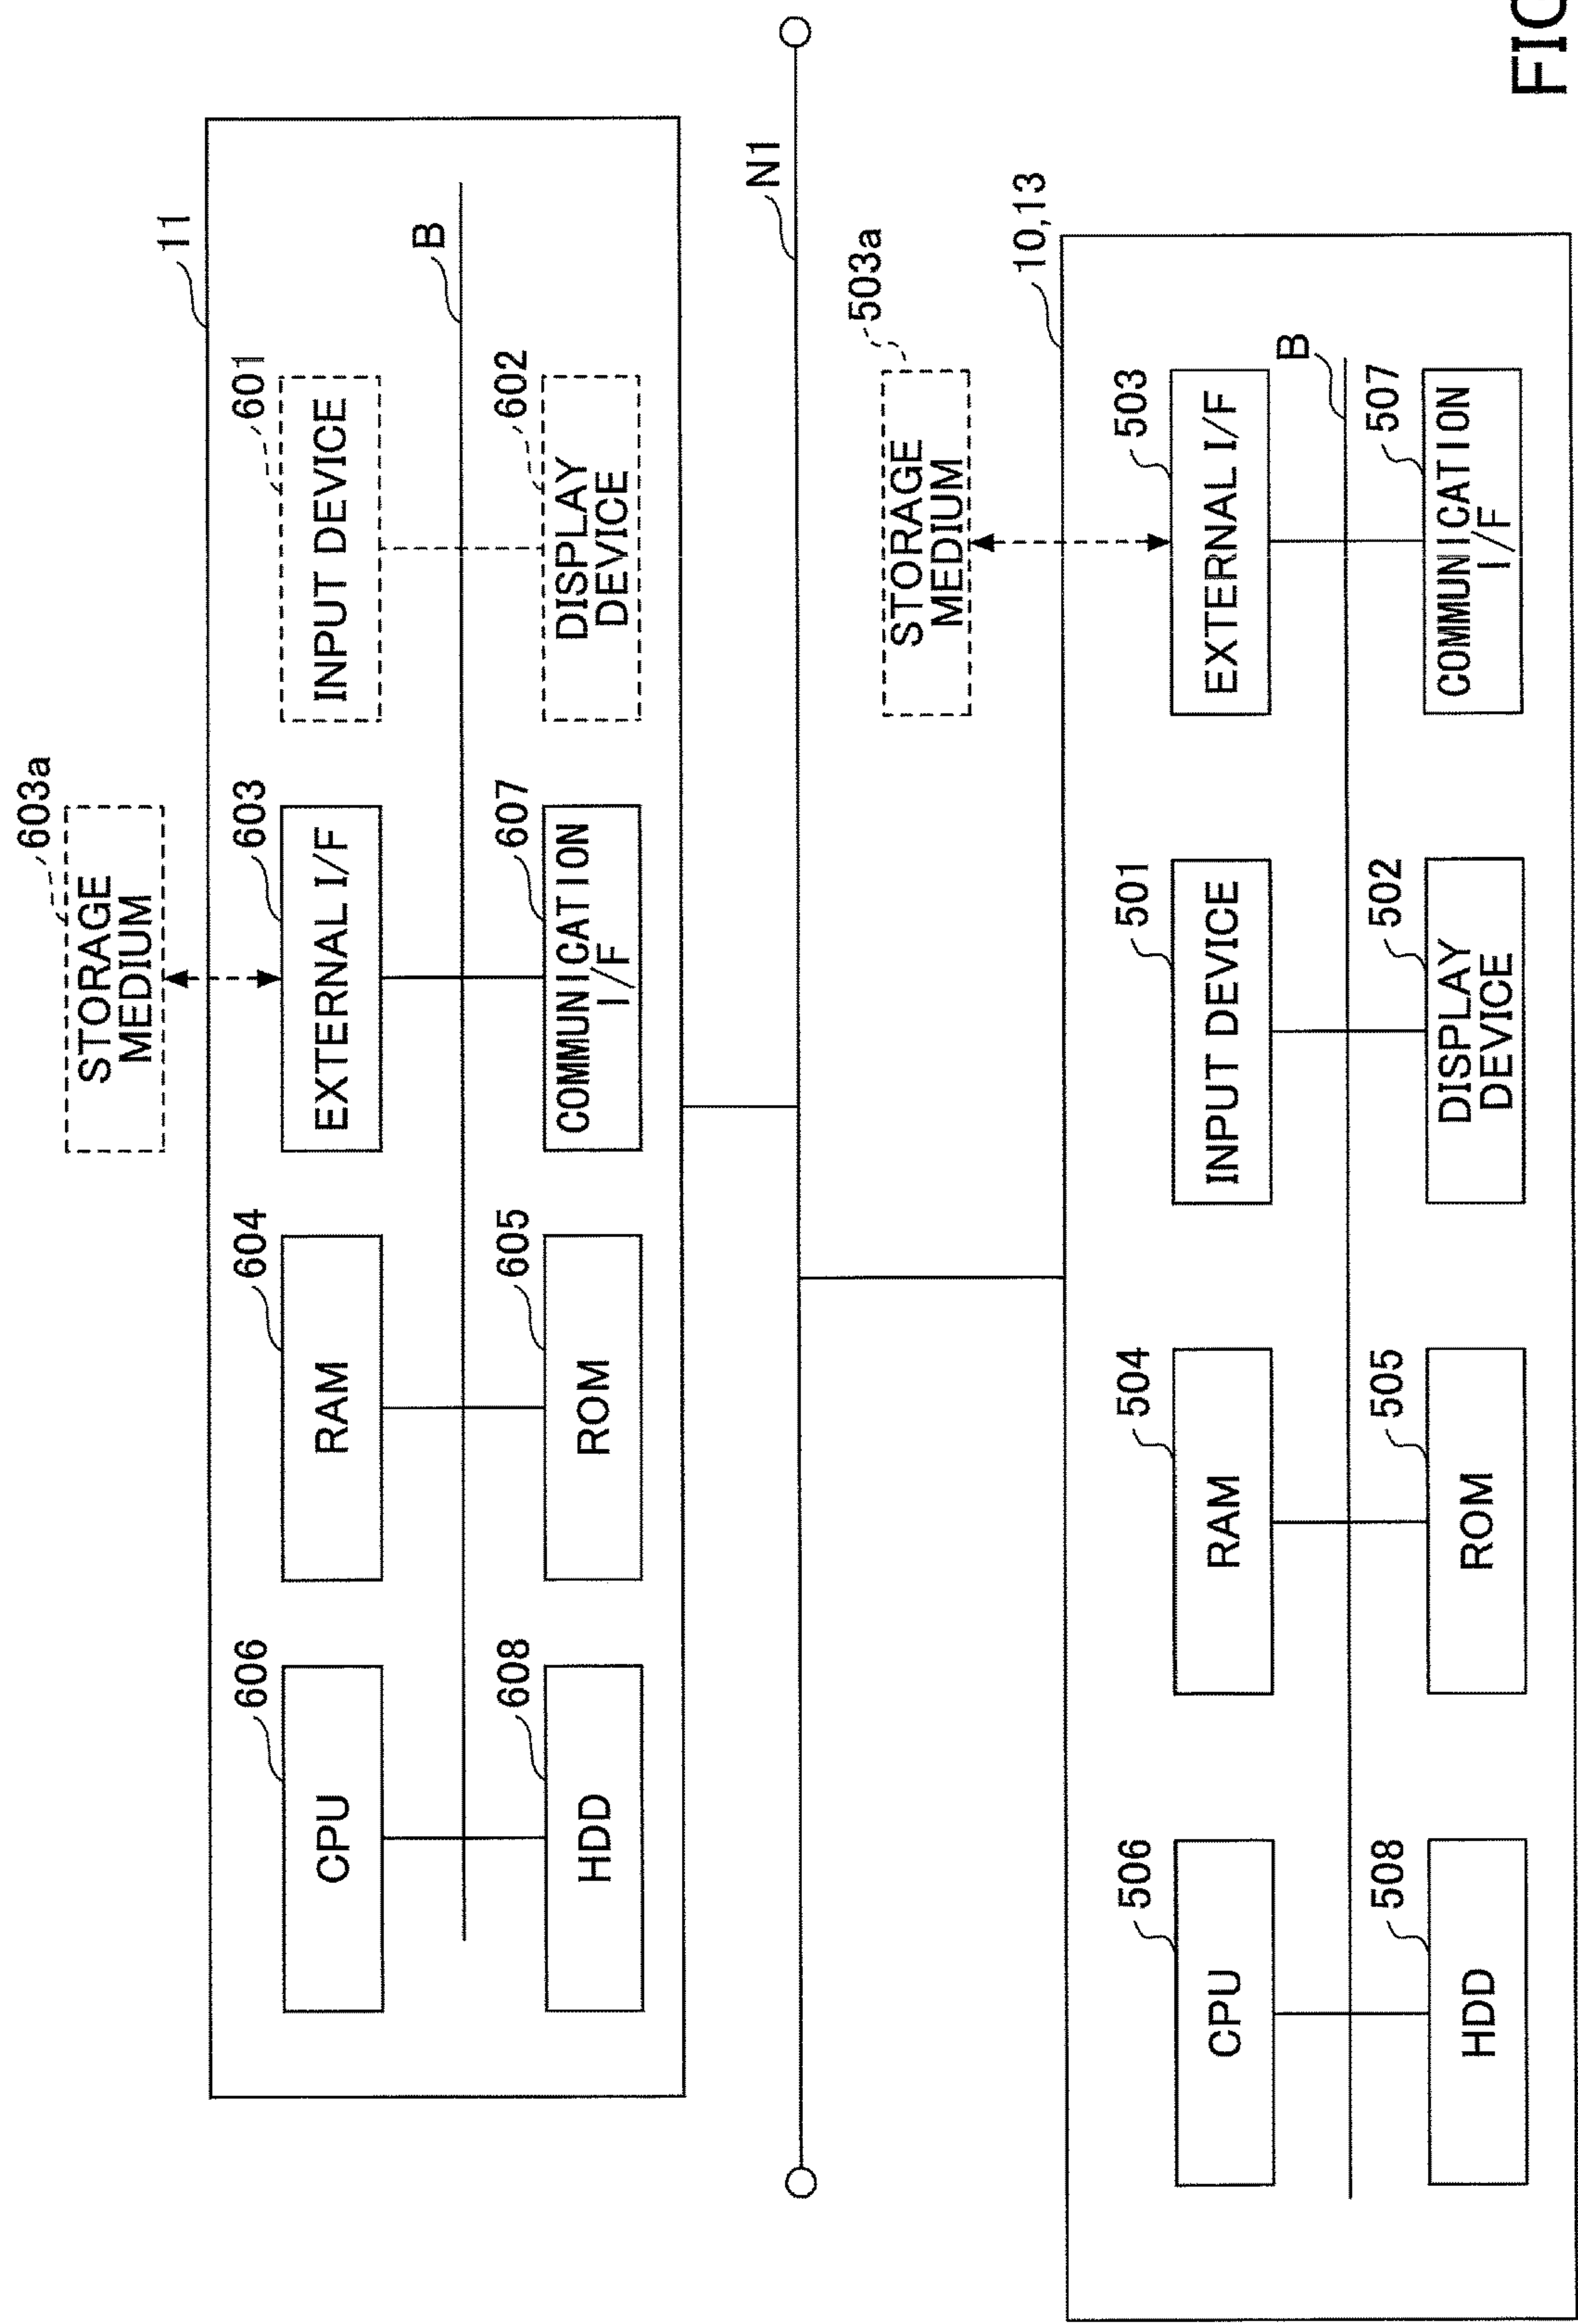 11
603a
STORAGE
MEDIUM
606
CPU
604
RAM
603
EXTERNAL I/F
601
INPUT DEVICE
B
608
HDD
605
ROM
607
COMMUNICATION
I/F
602
DISPLAY
DEVICE
N1
503a
STORAGE
MEDIUM
10,13
506
CPU
504
RAM
501
INPUT DEVICE
503
EXTERNAL I/F
B
508
HDD
505
ROM
502
DISPLAY
DEVICE
507
COMMUNICATION
I/F